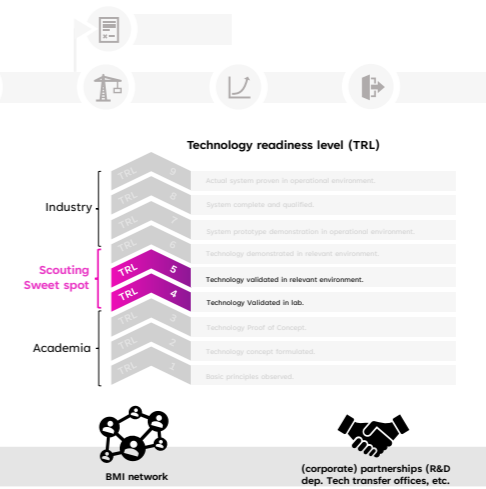 Technology readiness level (TRL)
TRL 9 Actual system proven in operational environment.
Industry
TRL 8 System complete and qualified.
TRL 7 System prototype demonstration in operational environment.
TRL 6 Technology demonstrated in relevant environment.
Scouting
Sweet spot
TRL 5 Technology validated in relevant environment.
TRL 4 Technology Validated in lab.
TRL 3 Technology Proof of Concept.
Academia
TRL 2 Technology concept formulated.
TRL 1 Basic principles observed.
BMI network
(corporate) partnerships (R&D
dep. Tech transfer offices, etc.